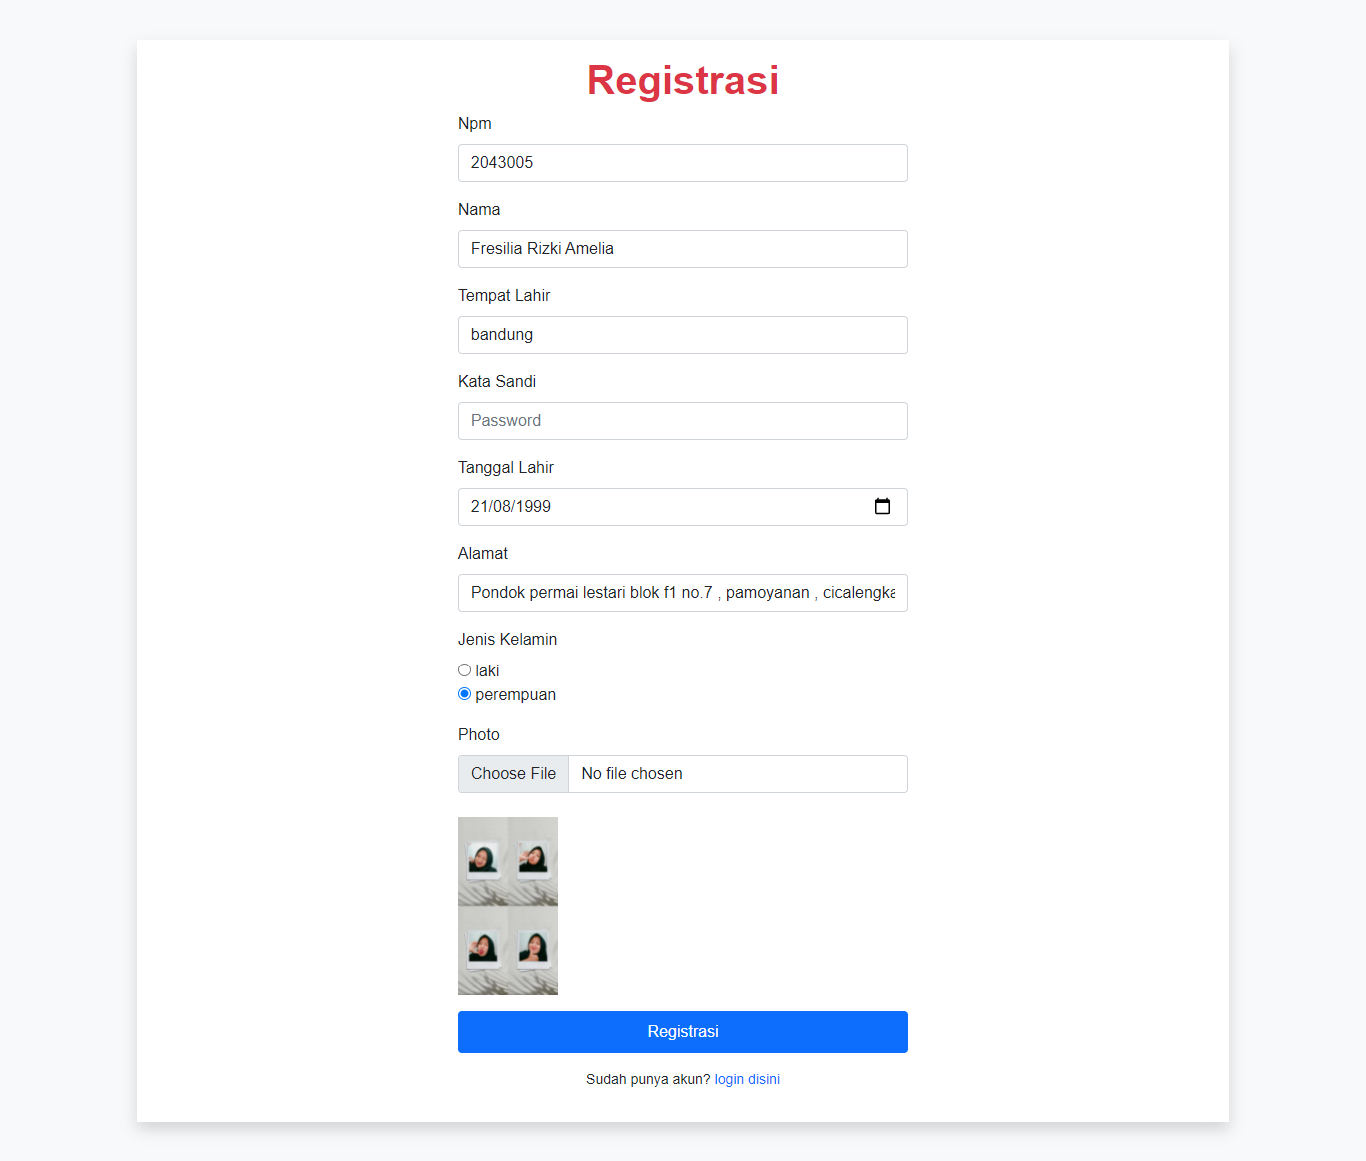 Registrasi
Npm
2043005
Nama
Fresilia Rizki Amelia
Tempat Lahir
bandung
Kata Sandi
Password
Tanggal Lahir
21/08/1999
Alamat
Pondok permai lestari blok f1 no.7 , pamoyanan , cicalengka
Jenis Kelamin
laki
perempuan
Photo
Choose File No file chosen
Registrasi
Sudah punya akun? login disini